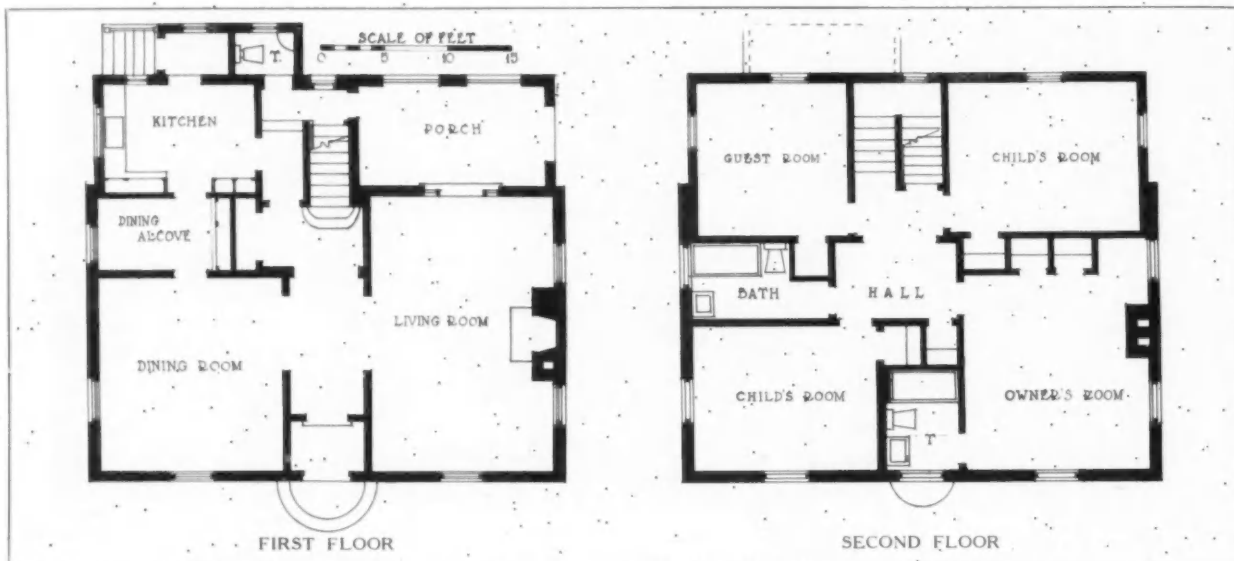 SCALE OF FEET
0 5 10 15
T.
KITCHEN
PORCH
DINING
ALCOVE
LIVING ROOM
DINING ROOM
FIRST FLOOR
GUEST ROOM
CHILD'S ROOM
BATH
HALL
CHILD'S ROOM
OWNER'S ROOM
T
SECOND FLOOR